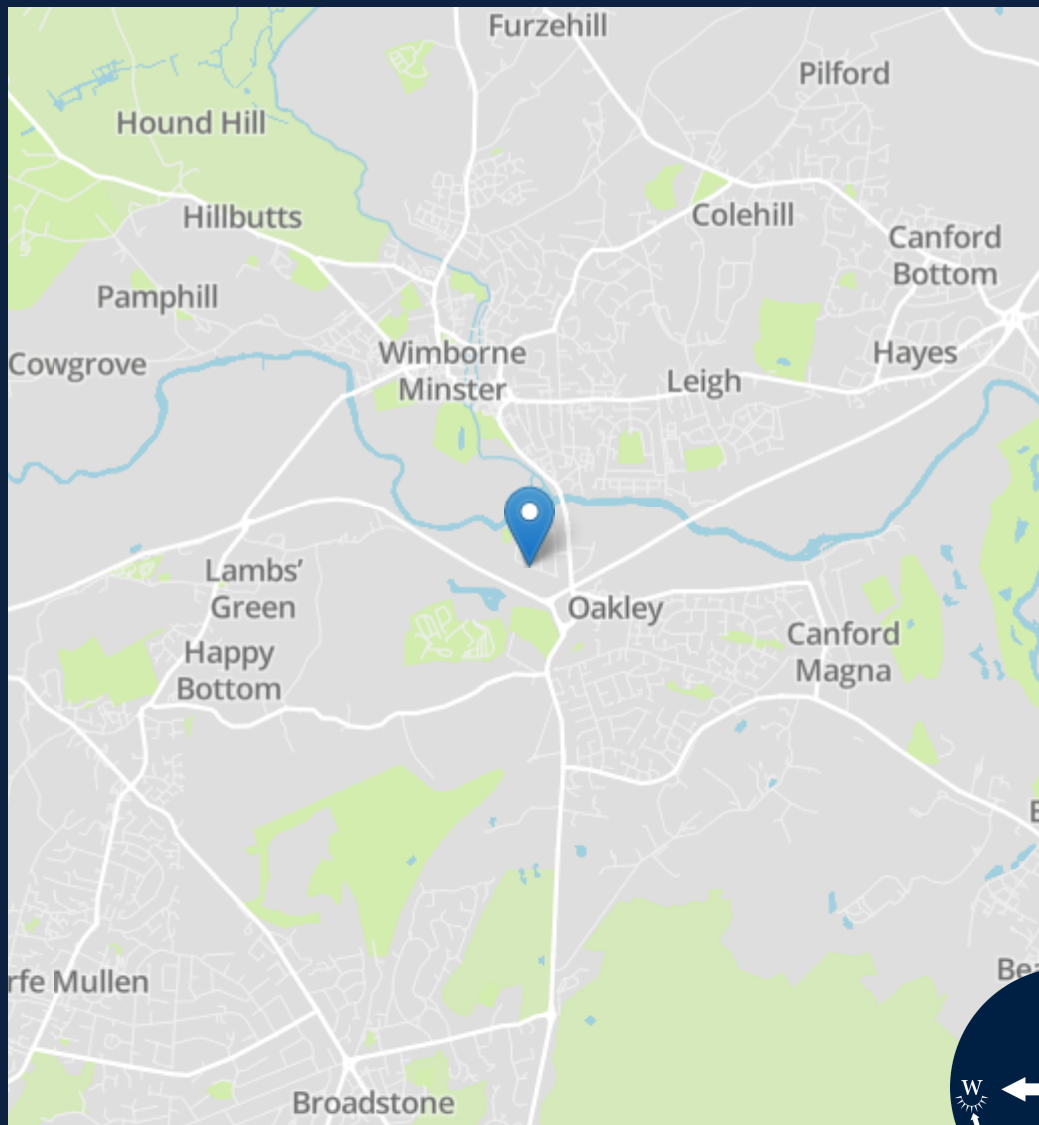 Furzehill
Pilford
Hound Hill
Hillbutts
Colehill
Canford
Bottom
Pamphill
Cowgrove
Wimborne
Minster
Hayes
Leigh
Lambs’
Green
Oakley
Canford
Magna
Happy
Bottom
rfe Mullen
Bea
Broadstone
W